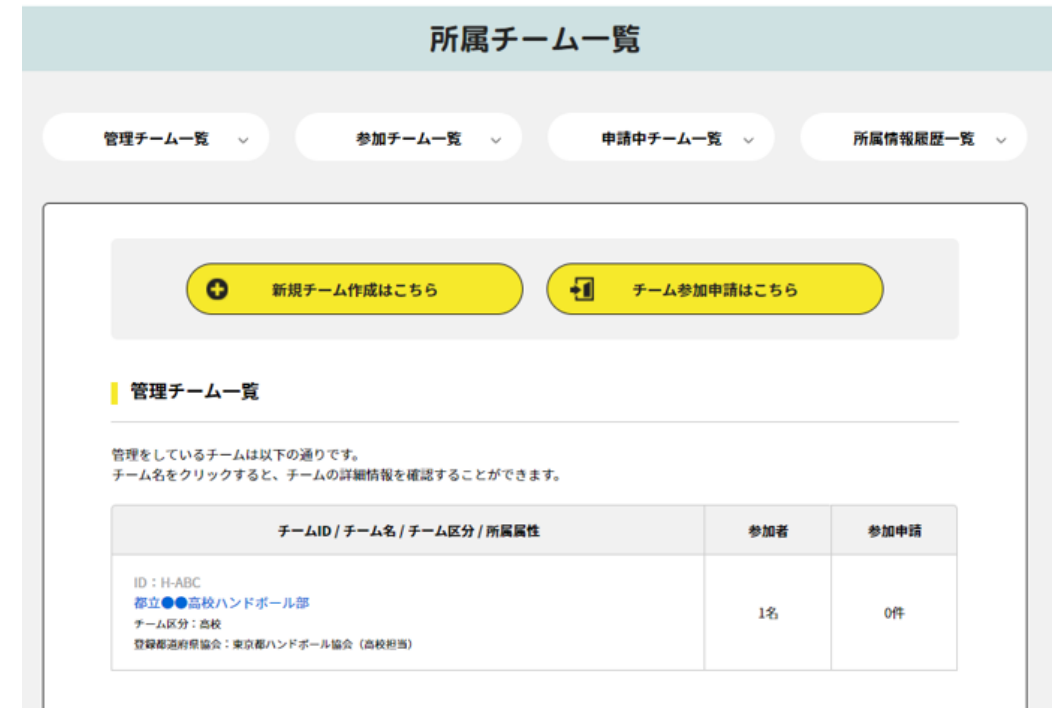 所属チーム一覧
管理チーム一覧
参加チーム一覧
申請中チーム一覧
所属情報履歴一覧
新規チーム作成はこちら
チーム参加申請はこちら
管理チーム一覧
管理をしているチームは以下の通りです。
チーム名をクリックすると、チームの詳細情報を確認することができます。
チームID / チーム名 / チーム区分 / 所属属性
参加者
参加申請
ID：H-ABC
都立●●高校ハンドボール部
チーム区分：高校
登録都道府県協会：東京都ハンドボール協会（高校担当）
1名
0件